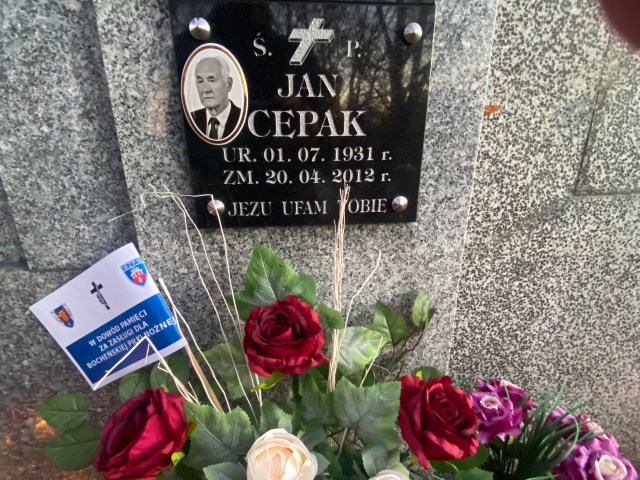 Ś. P.
JAN
CEPAK
UR. 01. 07. 1931 r.
ZM. 20. 04. 2012 r.
JEZU UFAM TOBIE
W DOWÓD PAMIĘCI
ZA ZASŁUGI DLA
BOCHEŃSKIEJ PIŁKI NOŻNEJ